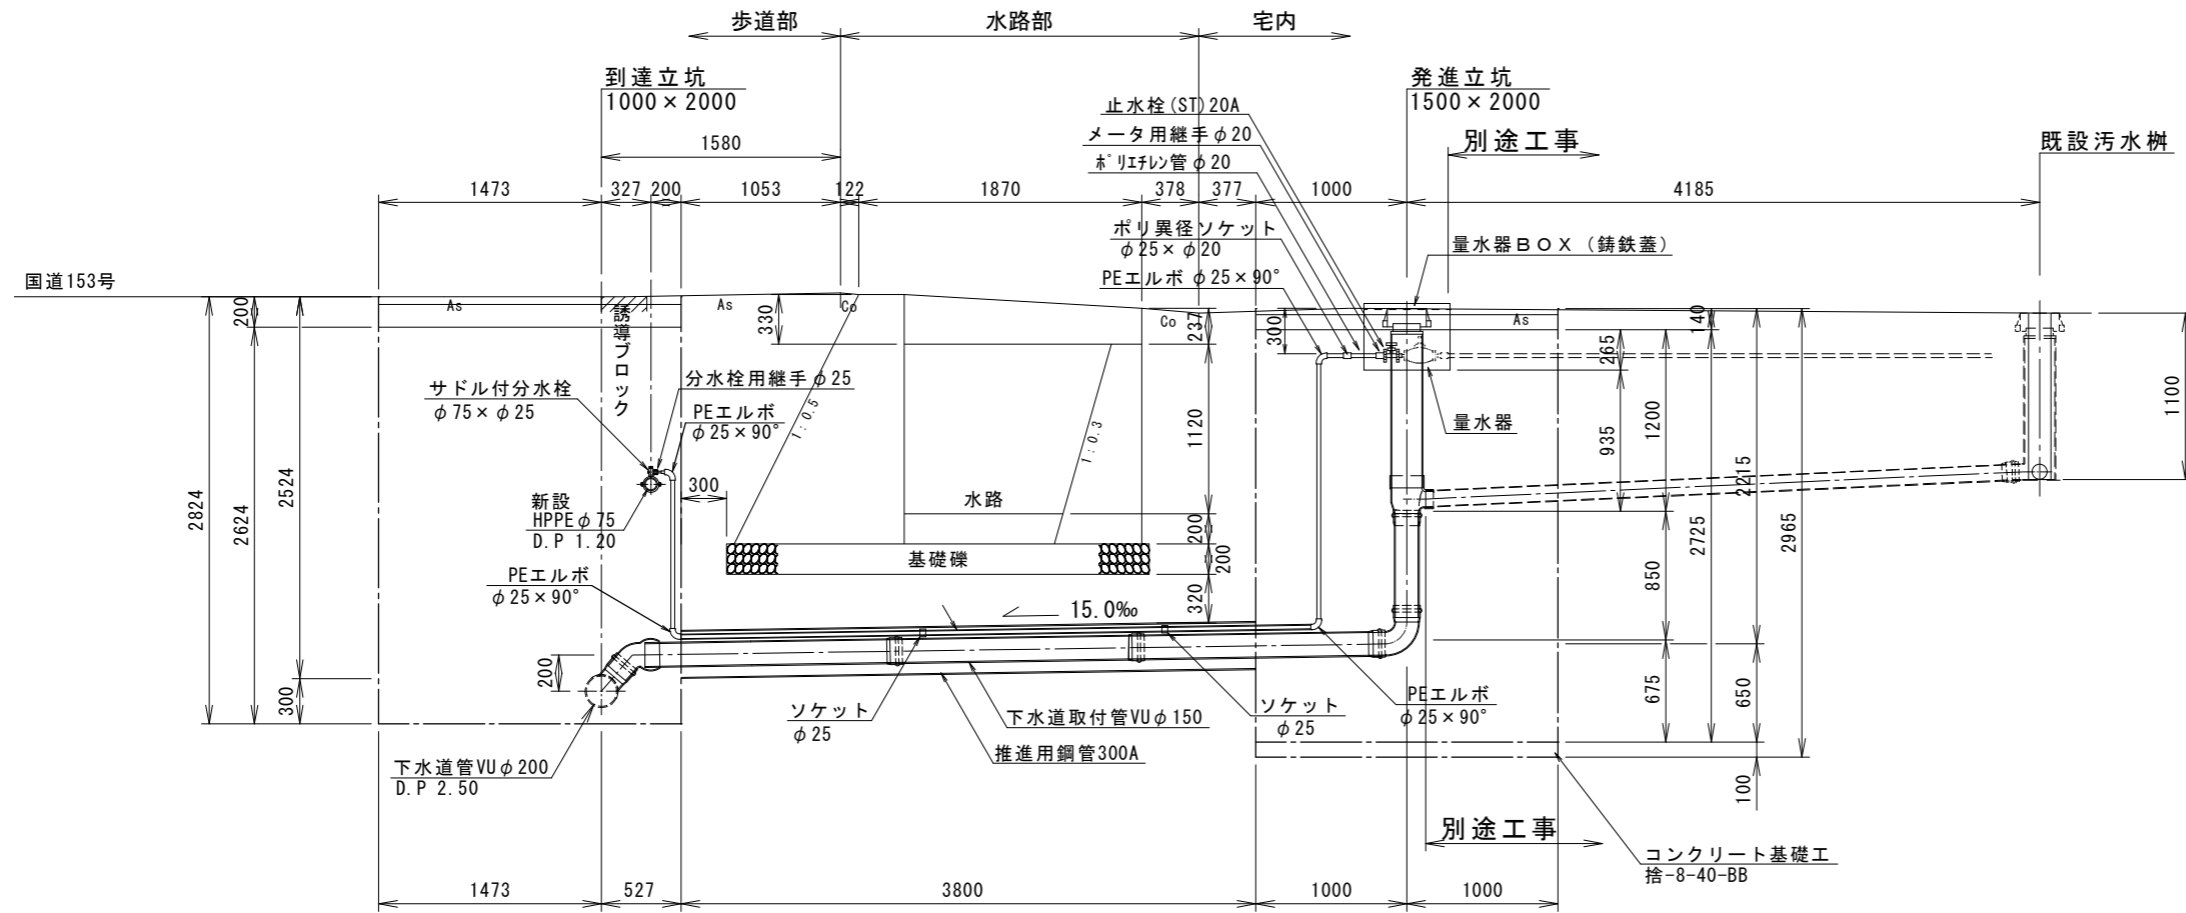 歩道部
水路部
宅内
到達立坑
1000×2000
発進立坑
1500×2000
止水栓(ST)20A
メータ用継手φ20
ﾎﾟﾘｴﾁﾚﾝ管φ20
別途工事
既設汚水桝
1580
1473
327
200
1053
122
1870
378
377
1000
4185
ポリ異径ソケット
φ25×φ20
PEエルボ φ25×90°
量水器BOX (鋳鉄蓋)
国道153号
As
誘導ブロック
As
Co
Co
As
200
330
237
300
140
265
サドル付分水栓
φ75×φ25
分水栓用継手φ25
PEエルボ
φ25×90°
1:0.5
1:0.3
1120
量水器
935
1200
1100
2824
2624
2524
300
新設
HPPEφ75
D.P 1.20
水路
基礎礫
200
200
320
2215
2725
2965
850
PEエルボ
φ25×90°
15.0‰
200
300
675
650
100
ソケット
φ25
下水道取付管VUφ150
推進用鋼管300A
ソケット
φ25
PEエルボ
φ25×90°
下水道管VUφ200
D.P 2.50
別途工事
コンクリート基礎工
捨-8-40-BB
1473
527
3800
1000
1000